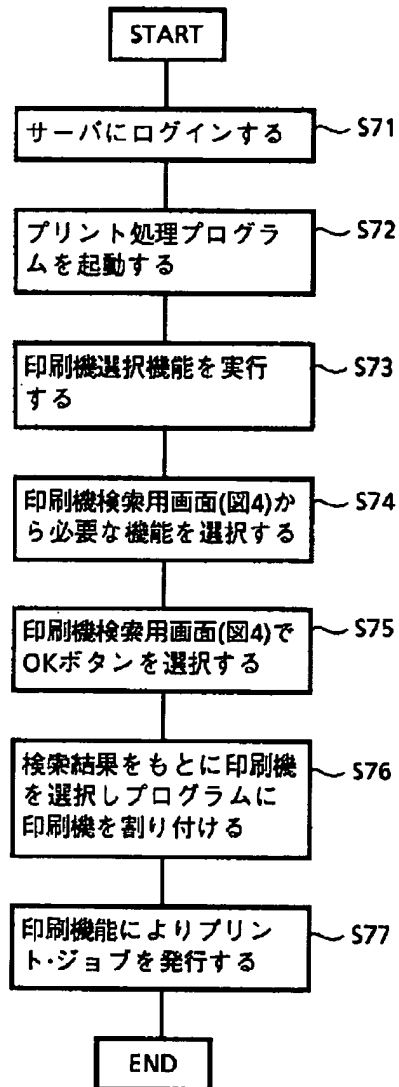 START
サーバにログインする
S71
プリント処理プログラ
ムを起動する
S72
印刷機選択機能を実行
する
S73
印刷機検索用画面(図4)か
ら必要な機能を選択する
S74
印刷機検索用画面(図4)で
OKボタンを選択する
S75
検索結果をもとに印刷機
を選択しプログラムに
印刷機を割り付ける
S76
印刷機能によりプリン
ト・ジョブを発行する
S77
END